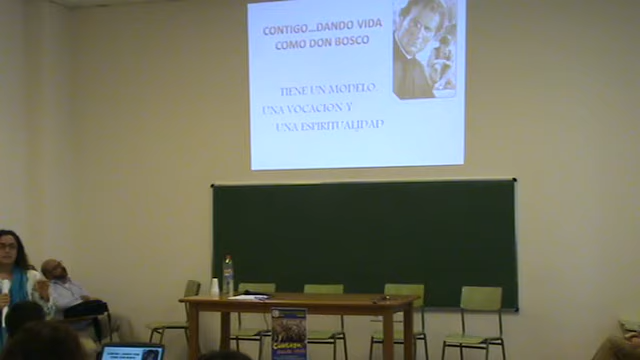 CONTIGO...DANDO VIDA
COMO DON BOSCO
TIENE UN MODELO,
UNA VOCACION Y
UNA ESPIRITUALIDAD